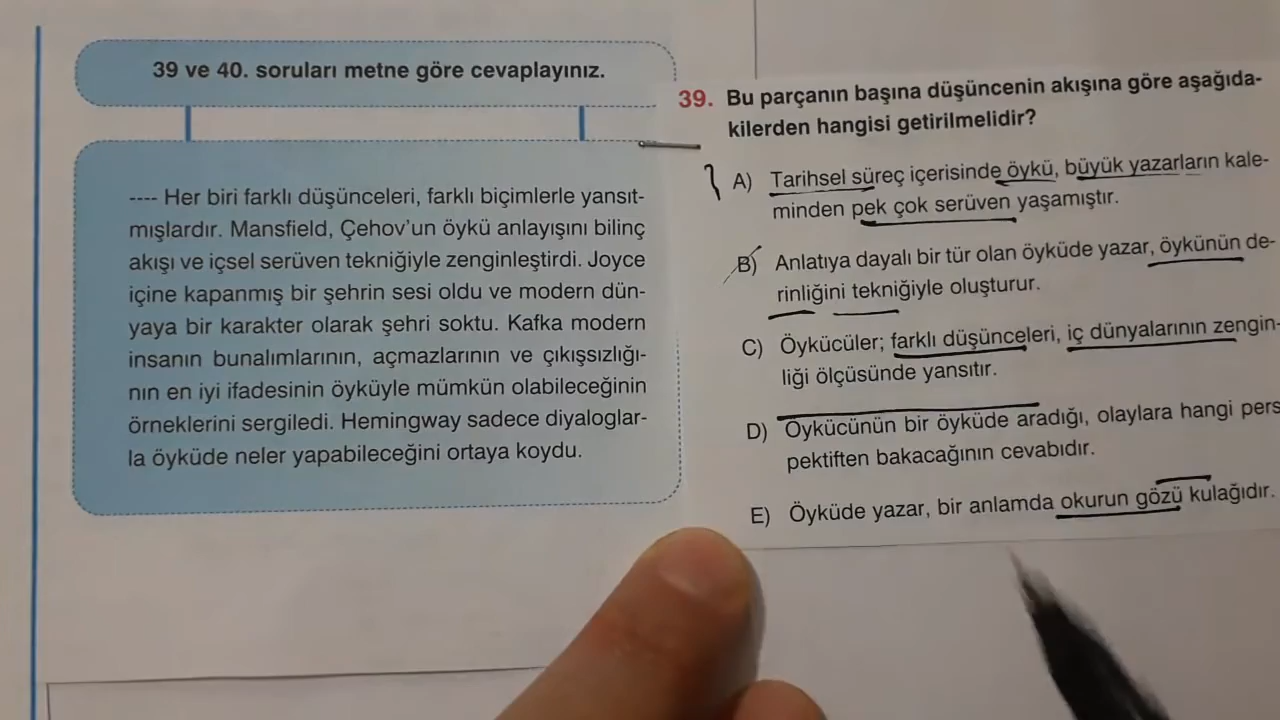 39 ve 40. soruları metne göre cevaplayınız.
---- Her biri farklı düşünceleri, farklı biçimlerle yansıt-
mışlardır. Mansfield, Çehov'un öykü anlayışını bilinç
akışı ve içsel serüven tekniğiyle zenginleştirdi. Joyce
içine kapanmış bir şehrin sesi oldu ve modern dün-
yaya bir karakter olarak şehri soktu. Kafka modern
insanın bunalımlarının, açmazlarının ve çıkışsızlığı-
nın en iyi ifadesinin öyküyle mümkün olabileceğinin
örneklerini sergiledi. Hemingway sadece diyaloglar-
la öyküde neler yapabileceğini ortaya koydu.
39. Bu parçanın başına düşüncenin akışına göre aşağıda-
kilerden hangisi getirilmelidir?
A) Tarihsel süreç içerisinde öykü, büyük yazarların kale-
minden pek çok serüven yaşamıştır.
B) Anlatıya dayalı bir tür olan öyküde yazar, öykünün de-
rinliğini tekniğiyle oluşturur.
C) Öykücüler; farklı düşünceleri, iç dünyalarının zengin-
liği ölçüsünde yansıtır.
D) Öykücünün bir öyküde aradığı, olaylara hangi pers
pektiften bakacağının cevabıdır.
E) Öyküde yazar, bir anlamda okurun gözü kulağıdır.